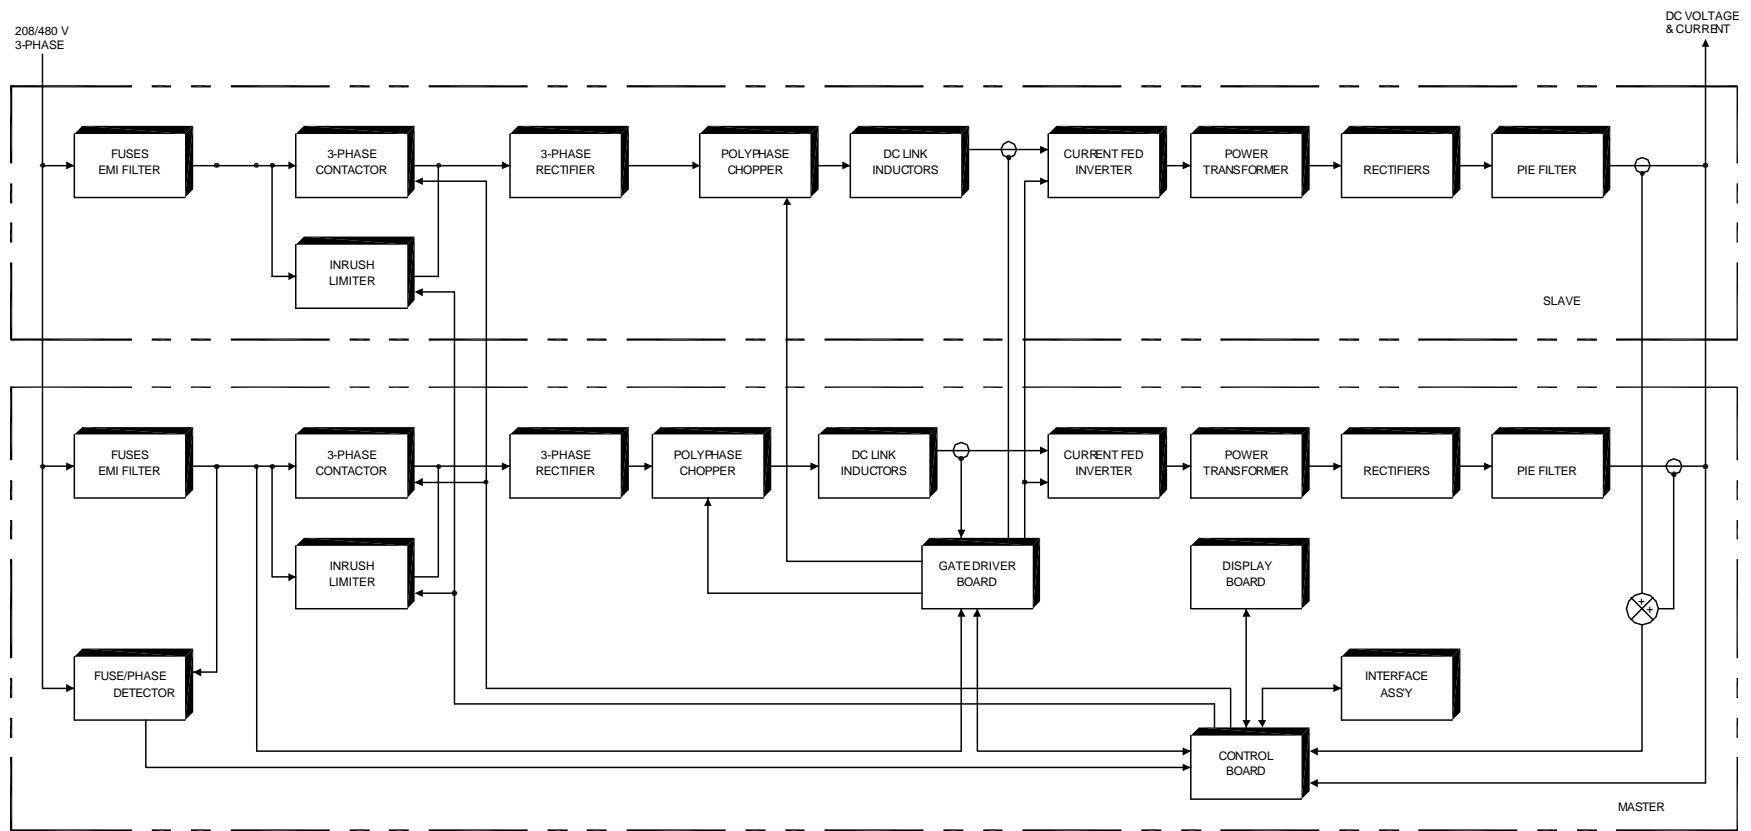 208/480 V
3-PHASE
DC VOLTAGE
& CURRENT
FUSES
EMI FILTER
3-PHASE
CONTACTOR
3-PHASE
RECTIFIER
POLYPHASE
CHOPPER
DC LINK
INDUCTORS
CURRENT FED
INVERTER
POWER
TRANSFORMER
RECTIFIERS
PIE FILTER
INRUSH
LIMITER
SLAVE
FUSES
EMI FILTER
3-PHASE
CONTACTOR
3-PHASE
RECTIFIER
POLYPHASE
CHOPPER
DC LINK
INDUCTORS
CURRENT FED
INVERTER
POWER
TRANSFORMER
RECTIFIERS
PIE FILTER
INRUSH
LIMITER
GATE DRIVER
BOARD
DISPLAY
BOARD
+
+
FUSE/PHASE
DETECTOR
INTERFACE
ASS'Y
CONTROL
BOARD
MASTER